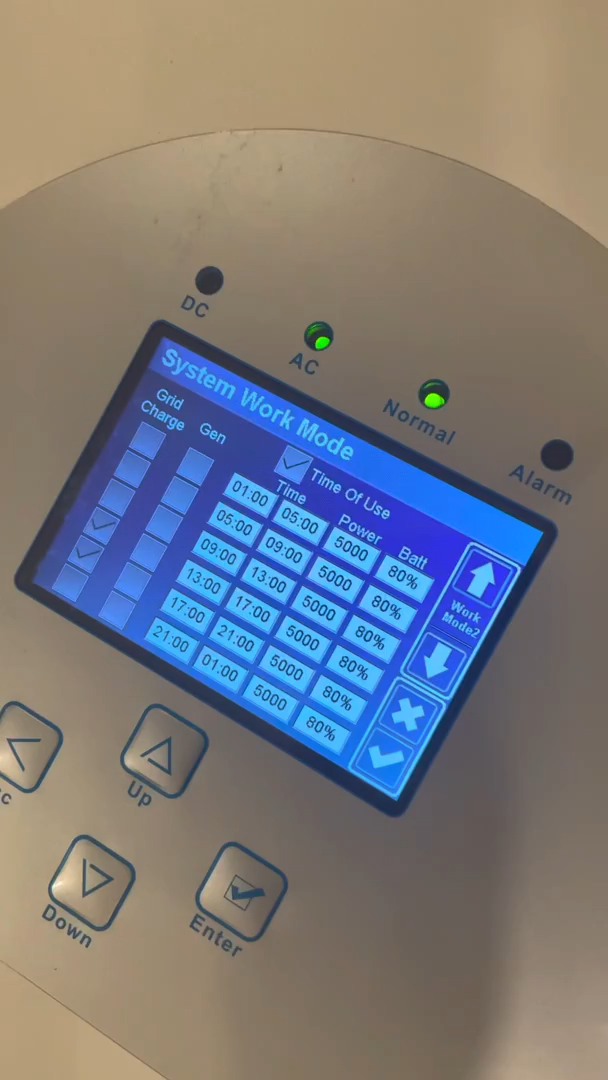 DC
AC
Normal
Alarm
System Work Mode
Grid
Charge
Gen
Time Of Use
Time
Power
Batt
01:00 05:00 5000 80%
05:00 09:00 5000 80%
09:00 13:00 5000 80%
13:00 17:00 5000 80%
17:00 21:00 5000 80%
21:00 01:00 5000 80%
Work
Mode2
Up
Down
Enter